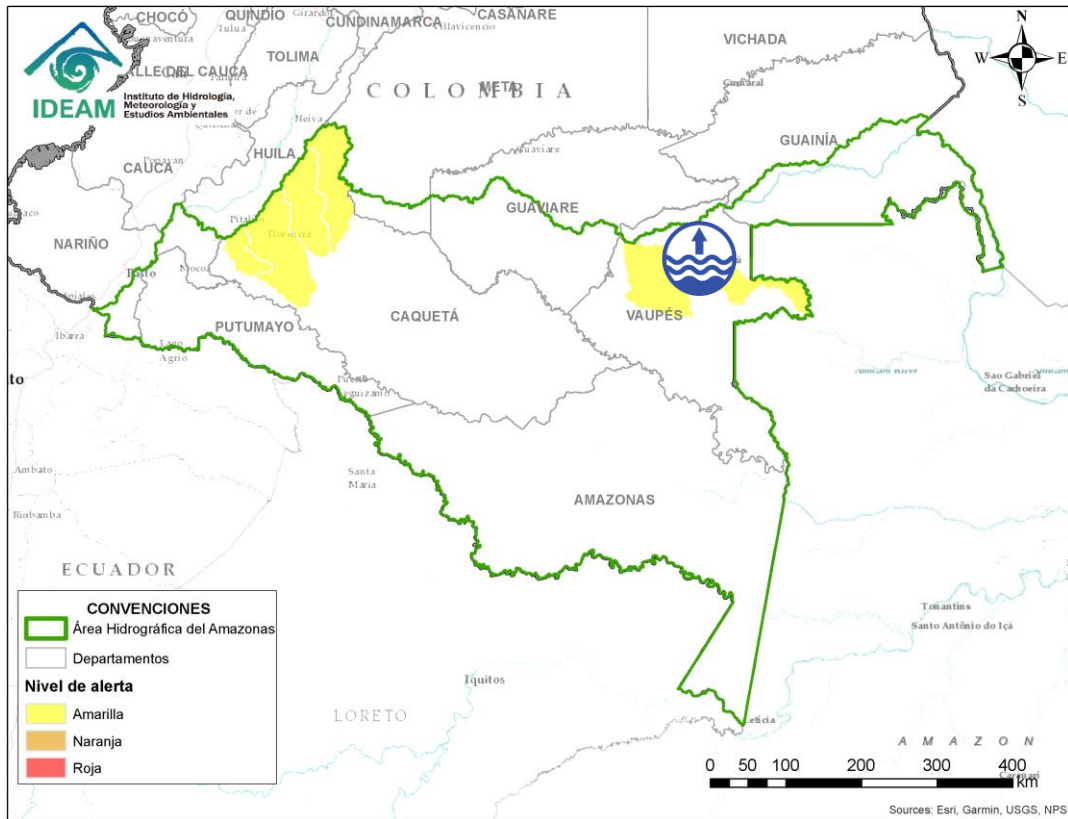 CHOCÓ
QUINDÍO
Girardot
CUNDINAMARCA
CASANARE
Villavicencio
Tulua
TOLIMA
VICHADA
N
W
E
S
META
COLOMBIA
IDEAM
Instituto de Hidrología,
Meteorología y
Estudios Ambientales
Neiva
HUILA
GUAINÍA
CAUCA
Popayan
GUAVIARE
Pitalito
Florencia
NARIÑO
Pasto
Mocoa
CAQUETÁ
VAUPÉS
PUTUMAYO
Ibarra
Lago
Agrio
Puerto
Leguizamo
Sao Gabriel
da Cachoeira
Ambato
Santa
Maria
AMAZONAS
Riobamba
ECUADOR
CONVENCIONES
Área Hidrográfica del Amazonas
Departamentos
Nivel de alerta
Amarilla
Naranja
Roja
Tonantins
Santo Antônio do Içá
Iquitos
LORETO
Leticia
AMAZON
0 50 100 200 300 400
km
Sources: Esri, Garmin, USGS, NPS